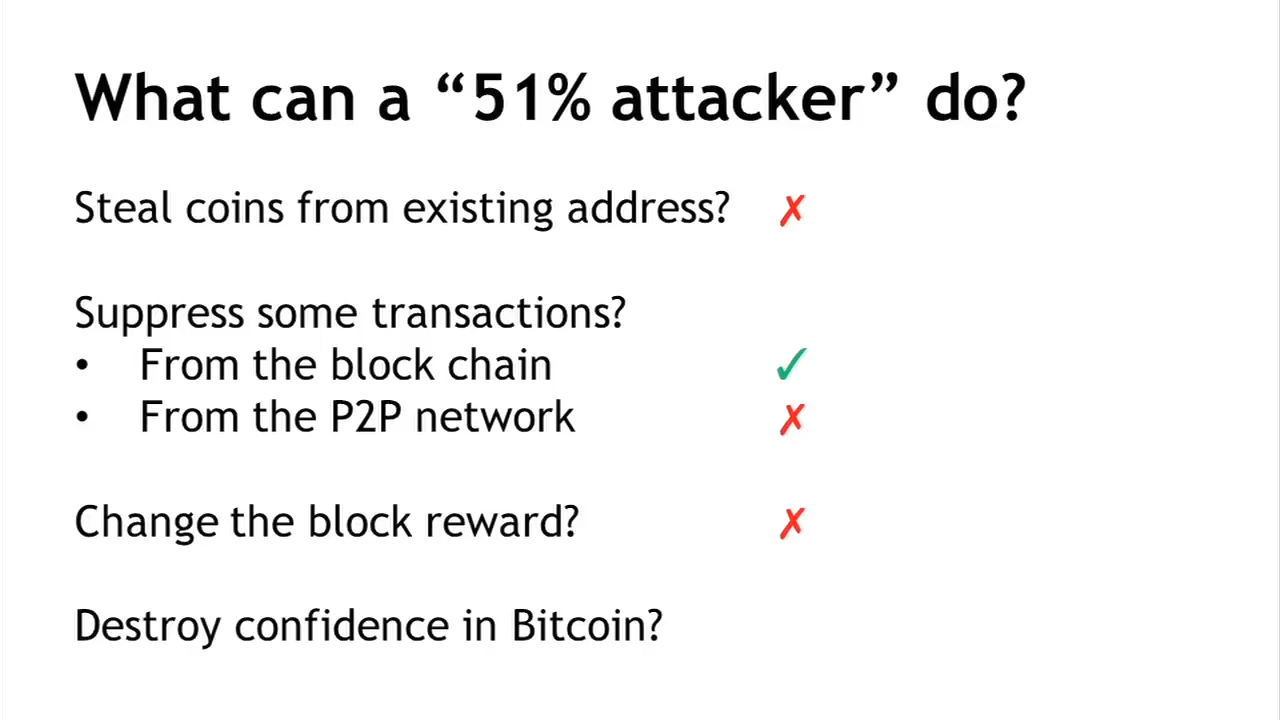 What can a “51% attacker” do?
Steal coins from existing address? ✗
Suppress some transactions?
• From the block chain ✓
• From the P2P network ✗
Change the block reward? ✗
Destroy confidence in Bitcoin?